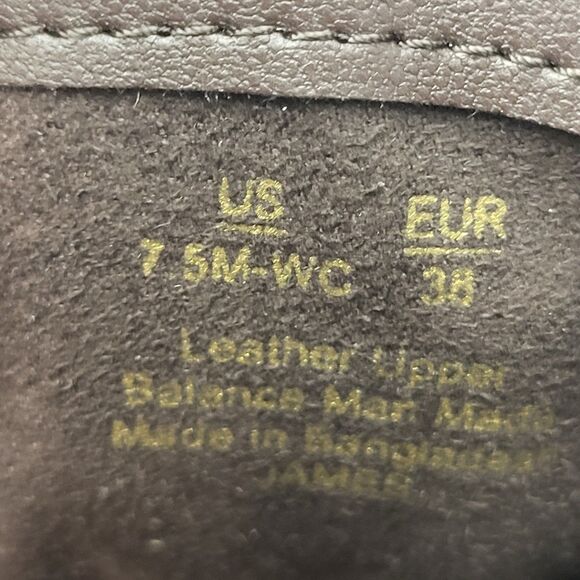 US EUR
7.5M-WC 38
Leather Upper
Balance Man Made
Made in Bangladesh